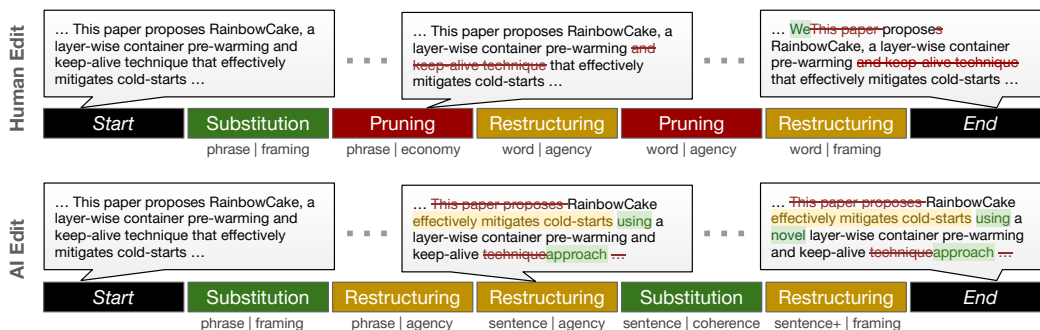 Human Edit
… This paper proposes RainbowCake, a
layer-wise container pre-warming and
keep-alive technique that effectively
mitigates cold-starts …
… This paper proposes RainbowCake, a
layer-wise container pre-warming and
keep-alive technique that effectively
mitigates cold-starts …
… WeThis paper proposes
RainbowCake, a layer-wise container
pre-warming and keep-alive technique
that effectively mitigates cold-starts …
Start
Substitution
Pruning
Restructuring
Pruning
Restructuring
End
phrase | framing
phrase | economy
word | agency
word | agency
word | framing
AI Edit
… This paper proposes RainbowCake, a
layer-wise container pre-warming and
keep-alive technique that effectively
mitigates cold-starts …
… This paper proposes RainbowCake
effectively mitigates cold-starts using a
layer-wise container pre-warming and
keep-alive techniqueapproach …
… This paper proposes RainbowCake
effectively mitigates cold-starts using a
novel layer-wise container pre-warming
and keep-alive techniqueapproach …
Start
Substitution
Restructuring
Restructuring
Substitution
Restructuring
End
phrase | framing
phrase | agency
sentence | agency
sentence | coherence
sentence+ | framing